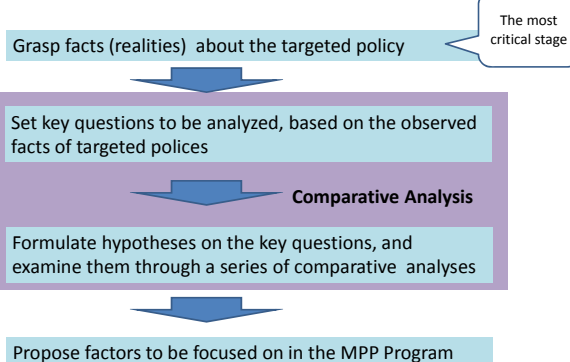 The most
critical stage
Grasp facts (realities) about the targeted policy
Set key questions to be analyzed, based on the observed
facts of targeted polices
Comparative Analysis
Formulate hypotheses on the key questions, and
examine them through a series of comparative analyses
Propose factors to be focused on in the MPP Program